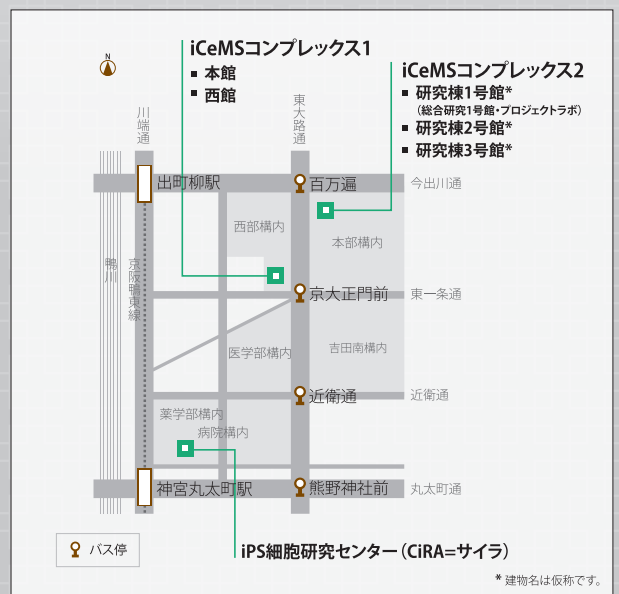 N
iCeMSコンプレックス1
■ 本館
■ 西館
iCeMSコンプレックス2
■ 研究棟1号館*
(総合研究1号館・プロジェクトラボ)
■ 研究棟2号館*
■ 研究棟3号館*
川端通
東大路通
出町柳駅
百万遍
今出川通
西部構内
本部構内
鴨川
京阪鴨東線
京大正門前
東一条通
医学部構内
吉田南構内
近衛通
近衛通
薬学部構内
病院構内
神宮丸太町駅
熊野神社前
丸太町通
バス停
iPS細胞研究センター(CiRA=サイラ)
* 建物名は仮称です。